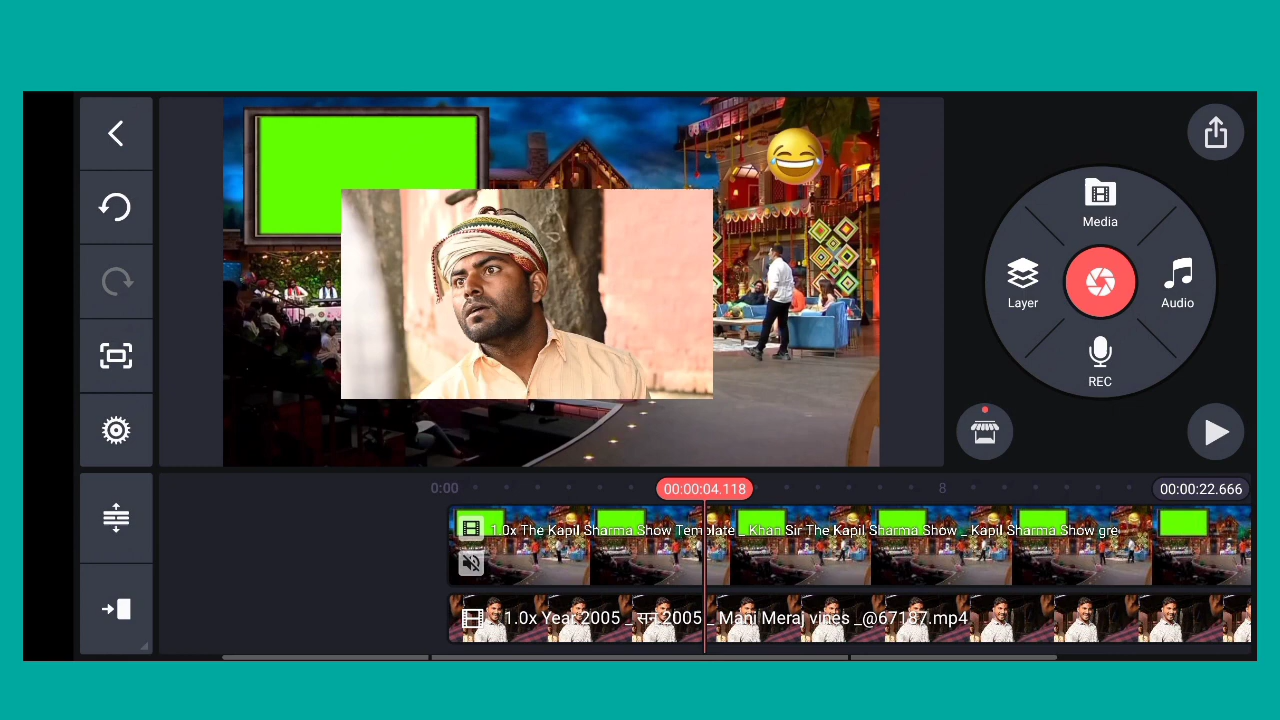 Media
Layer
Audio
REC
0:00
00:00:04.118
8
00:00:22.666
1.0x The Kapil Sharma Show Template _ Khan Sir The Kapil Sharma Show _ Kapil Sharma Show gre
1.0x Year 2005 _ सन 2005 _ Mani Meraj vines _@67187.mp4